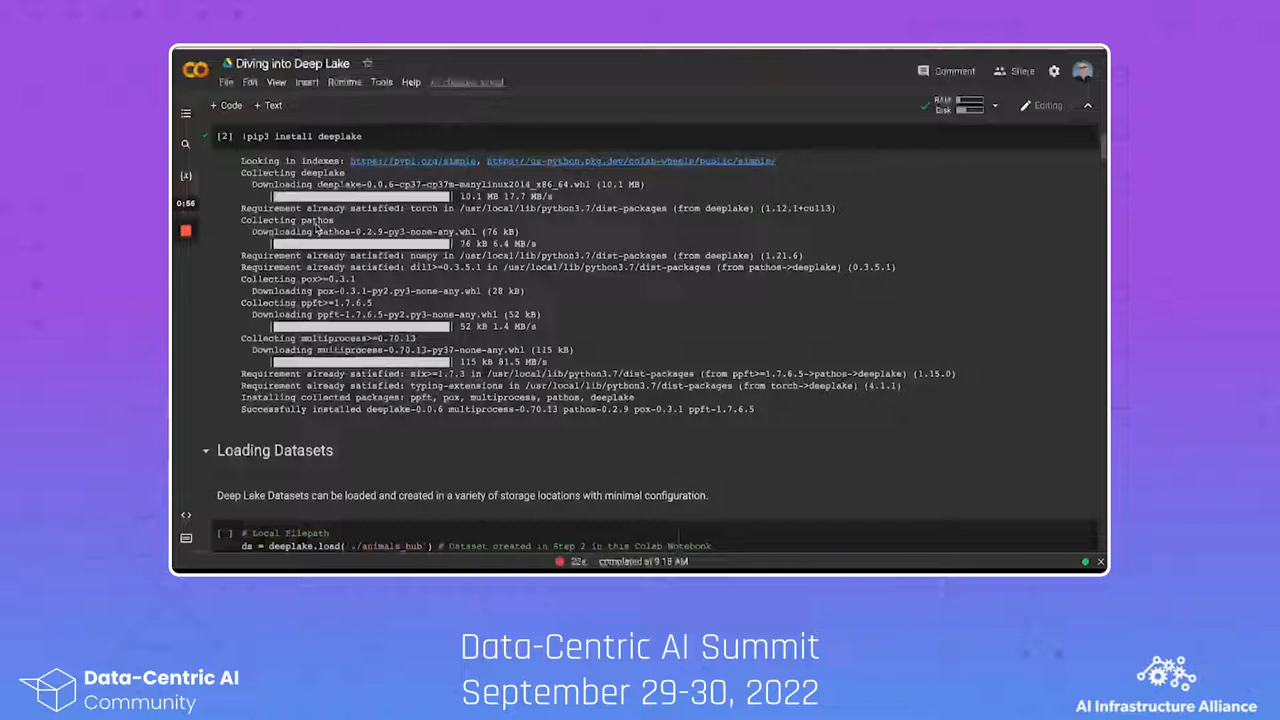 Diving into Deep Lake
File Edit View Insert Runtime Tools Help All changes saved
Comment Share
+ Code + Text
RAM
Disk
Editing
[2] !pip3 install deeplake
Looking in indexes: https://pypi.org/simple, https://us-python.pkg.dev/colab-wheels/public/simple/
Collecting deeplake
Downloading deeplake-0.0.6-cp37-cp37m-manylinux2014_x86_64.whl (10.1 MB)
10.1 MB 17.7 MB/s
Requirement already satisfied: torch in /usr/local/lib/python3.7/dist-packages (from deeplake) (1.12.1+cu113)
Collecting pathos
Downloading pathos-0.2.9-py3-none-any.whl (76 kB)
76 kB 6.4 MB/s
Requirement already satisfied: numpy in /usr/local/lib/python3.7/dist-packages (from deeplake) (1.21.6)
Requirement already satisfied: dill>=0.3.5.1 in /usr/local/lib/python3.7/dist-packages (from pathos->deeplake) (0.3.5.1)
Collecting pox>=0.3.1
Downloading pox-0.3.1-py2.py3-none-any.whl (28 kB)
Collecting ppft>=1.7.6.5
Downloading ppft-1.7.6.5-py2.py3-none-any.whl (52 kB)
52 kB 1.4 MB/s
Collecting multiprocess>=0.70.13
Downloading multiprocess-0.70.13-py37-none-any.whl (115 kB)
115 kB 81.5 MB/s
Requirement already satisfied: six>=1.7.3 in /usr/local/lib/python3.7/dist-packages (from ppft>=1.7.6.5->pathos->deeplake) (1.15.0)
Requirement already satisfied: typing-extensions in /usr/local/lib/python3.7/dist-packages (from torch->deeplake) (4.1.1)
Installing collected packages: ppft, pox, multiprocess, pathos, deeplake
Successfully installed deeplake-0.0.6 multiprocess-0.70.13 pathos-0.2.9 pox-0.3.1 ppft-1.7.6.5
0:56
Loading Datasets
Deep Lake Datasets can be loaded and created in a variety of storage locations with minimal configuration.
[ ] # Local Filepath
ds = deeplake.load('./animals_hub') # Dataset created in Step 2 in this Colab Notebook
22s completed at 9:18 AM
Data-Centric AI Summit
September 29-30, 2022
Data-Centric AI
Community
AI Infrastructure Alliance